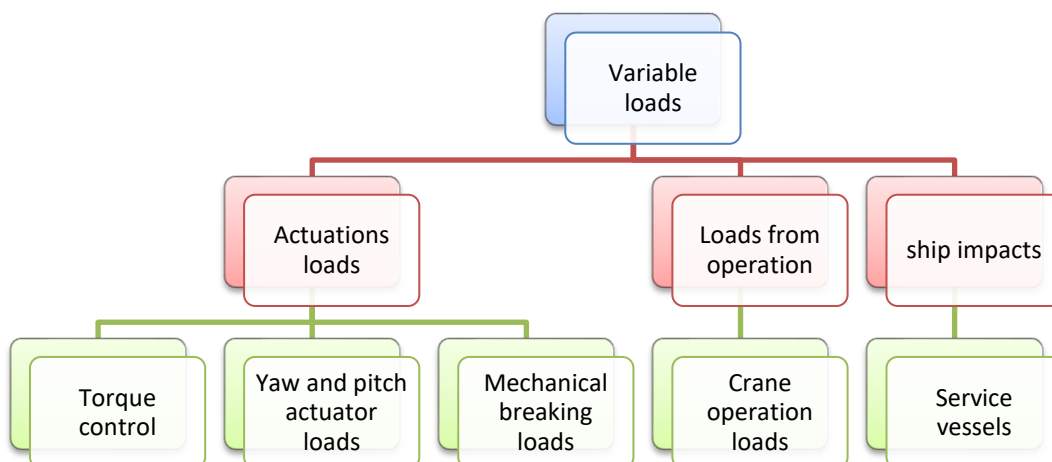 Variable
loads
Actuations
loads
Loads from
operation
ship impacts
Torque
control
Yaw and pitch
actuator
loads
Mechanical
breaking
loads
Crane
operation
loads
Service
vessels